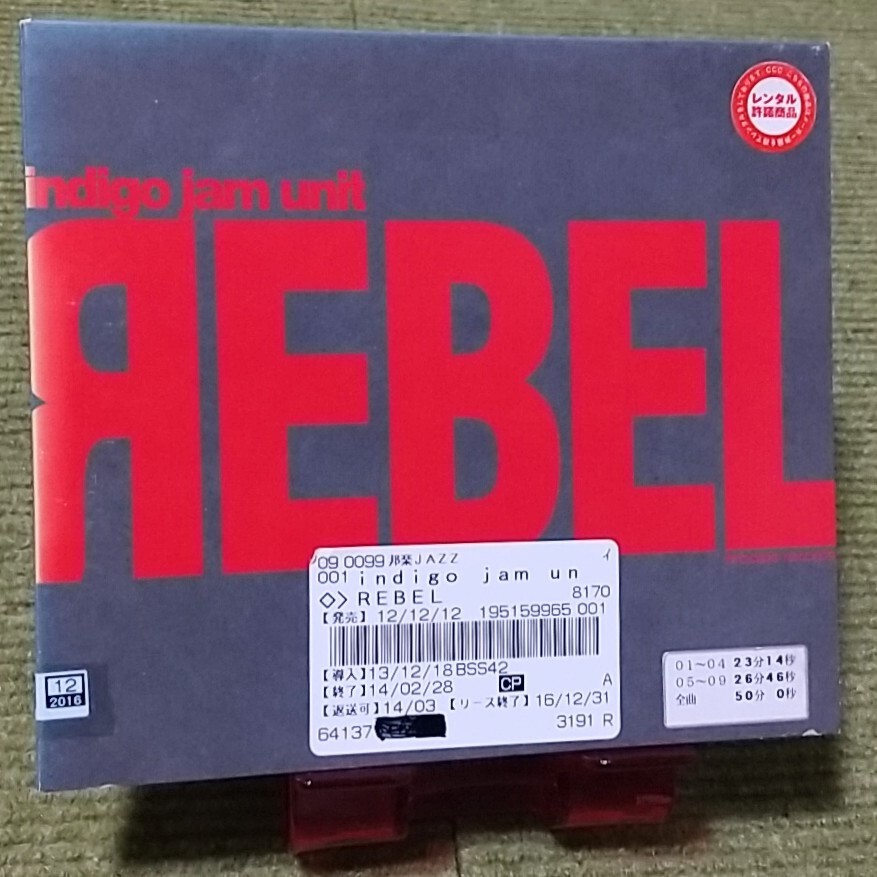 レンタル
許諾商品
indigo jam unit
REBEL
09 0099 邦楽JAZZ イ
001 indigo jam un
◇> REBEL 8170
【発売】 12/12/12 195159965 001
【導入】13/12/18BSS42
【終了】14/02/28 CP A
【返送可】14/03 【リース終了】16/12/31
64137 3191 R
12
2016
01～04 23分14秒
05～09 26分46秒
全曲 50分 0秒